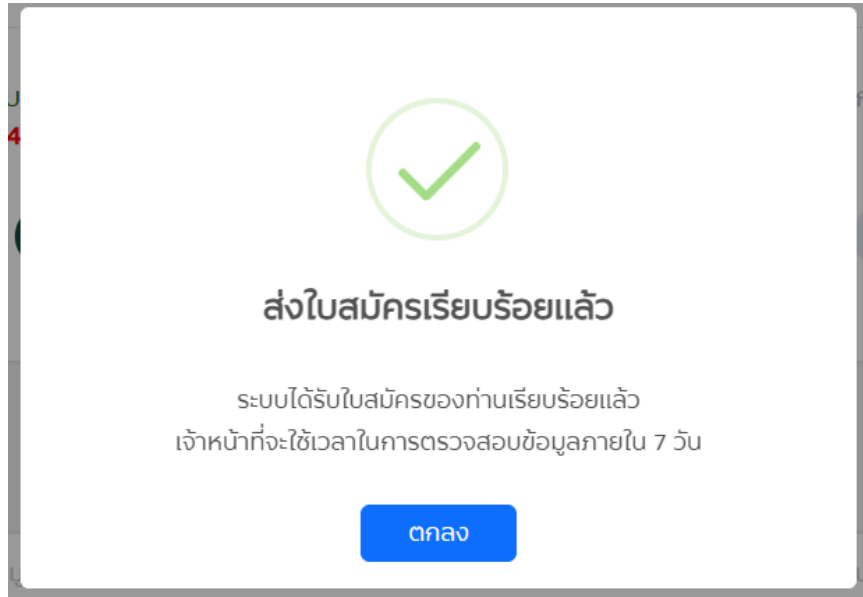 ส่งใบสมัครเรียบร้อยแล้ว
ระบบได้รับใบสมัครของท่านเรียบร้อยแล้ว
เจ้าหน้าที่จะใช้เวลาในการตรวจสอบข้อมูลภายใน 7 วัน
ตกลง